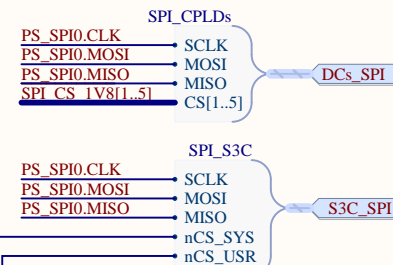 SPI_CPLDs
PS_SPI0.CLK
SCLK
PS_SPI0.MOSI
MOSI
PS_SPI0.MISO
MISO
DCs_SPI
SPI_CS_1V8[1..5]
CS[1..5]
SPI_S3C
PS_SPI0.CLK
SCLK
PS_SPI0.MOSI
MOSI
PS_SPI0.MISO
MISO
S3C_SPI
nCS_SYS
nCS_USR